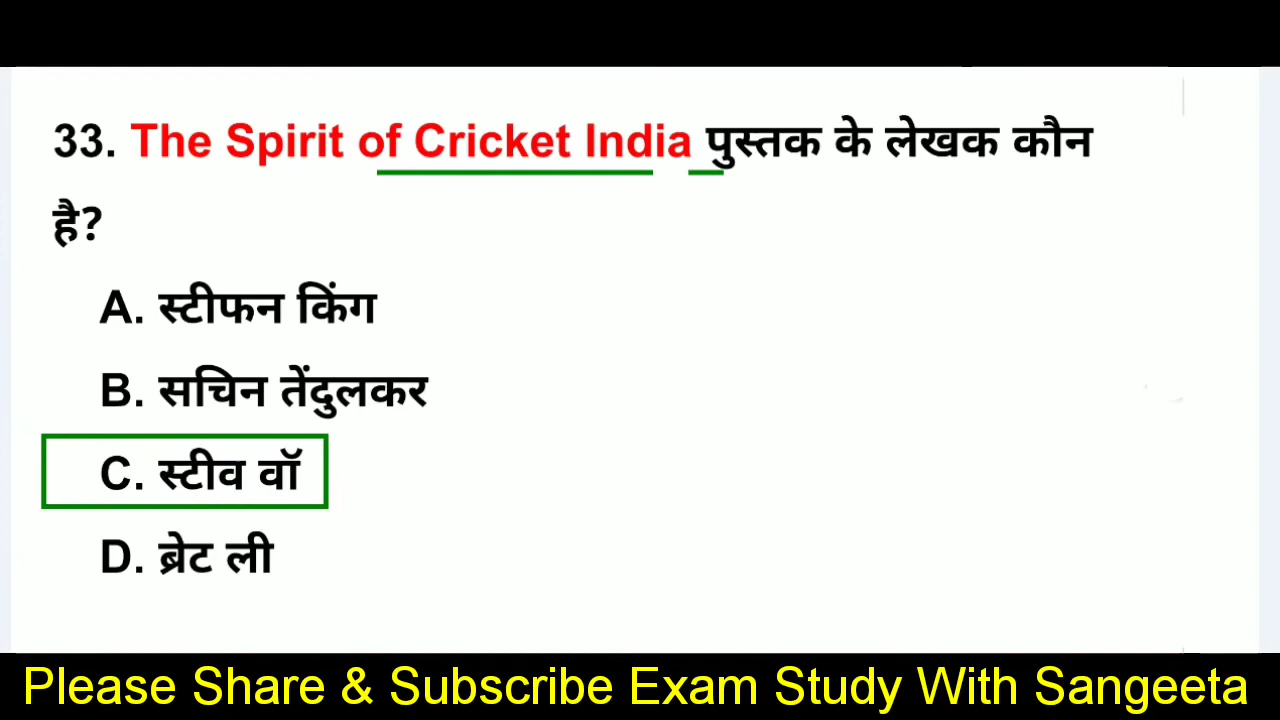 33. The Spirit of Cricket India पुस्तक के लेखक कौन
है?
A. स्टीफन किंग
B. सचिन तेंदुलकर
C. स्टीव वॉ
D. ब्रेट ली
Please Share & Subscribe Exam Study With Sangeeta